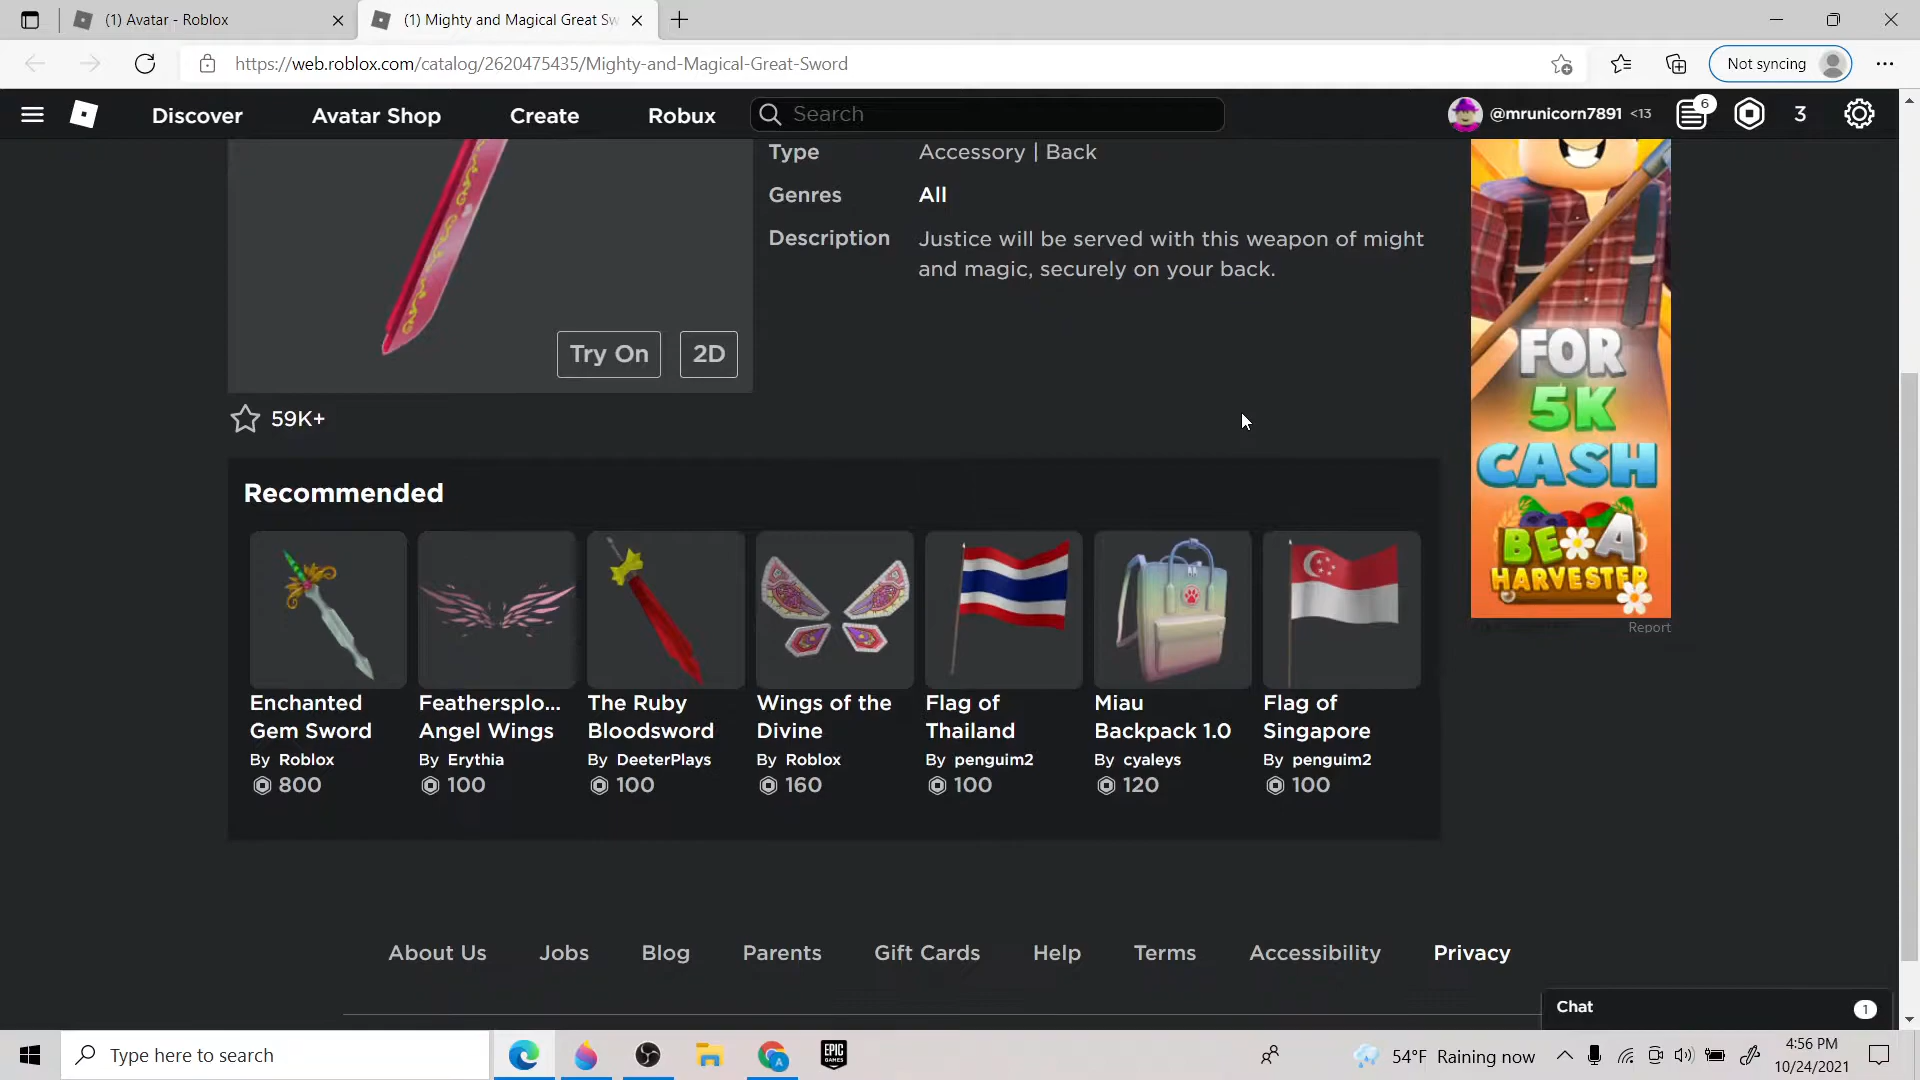 (1) Avatar - Roblox
(1) Mighty and Magical Great Sw
https://web.roblox.com/catalog/2620475435/Mighty-and-Magical-Great-Sword
Not syncing
Discover
Avatar Shop
Create
Robux
Search
@mrunicorn7891 <13
6
3
Type
Accessory | Back
Genres
All
Description
Justice will be served with this weapon of might
and magic, securely on your back.
Try On
2D
59K+
FOR
5K
CASH
BE A
HARVESTER
Report
Recommended
Enchanted
Gem Sword
By Roblox
800
Feathersplo...
Angel Wings
By Erythia
100
The Ruby
Bloodsword
By DeeterPlays
100
Wings of the
Divine
By Roblox
160
Flag of
Thailand
By penguim2
100
Miau
Backpack 1.0
By cyaleys
120
Flag of
Singapore
By penguim2
100
About Us
Jobs
Blog
Parents
Gift Cards
Help
Terms
Accessibility
Privacy
Chat
1
Type here to search
A
EPIC
GAMES
54°F Raining now
4:56 PM
10/24/2021